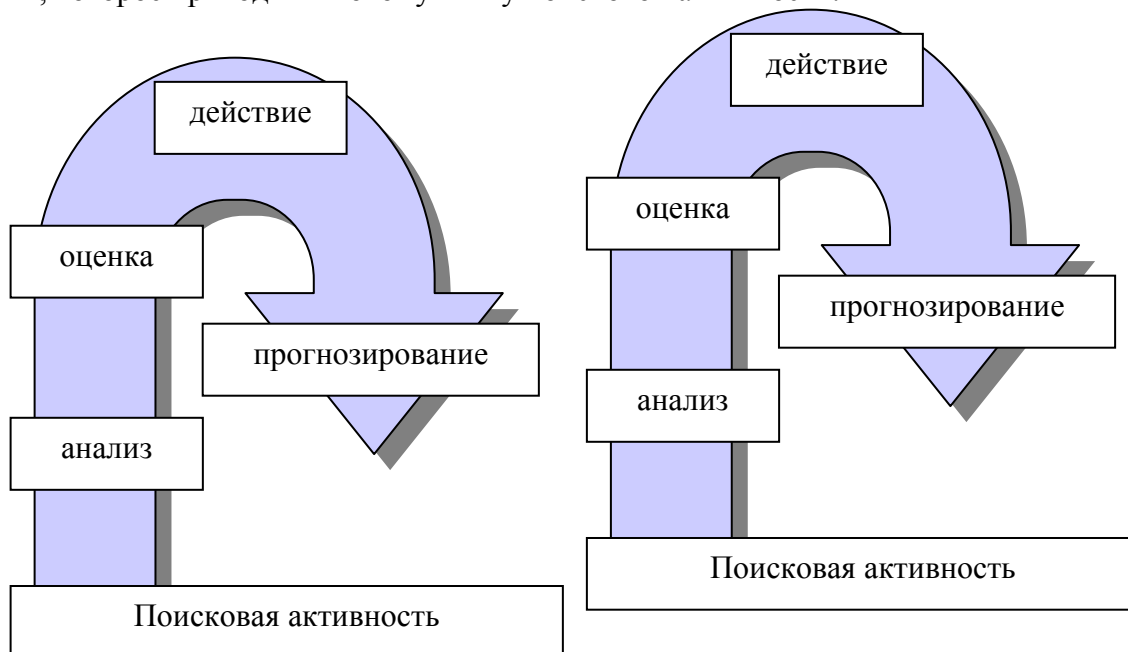 действие
оценка
прогнозирование
анализ
Поисковая активность
действие
оценка
прогнозирование
анализ
Поисковая активность